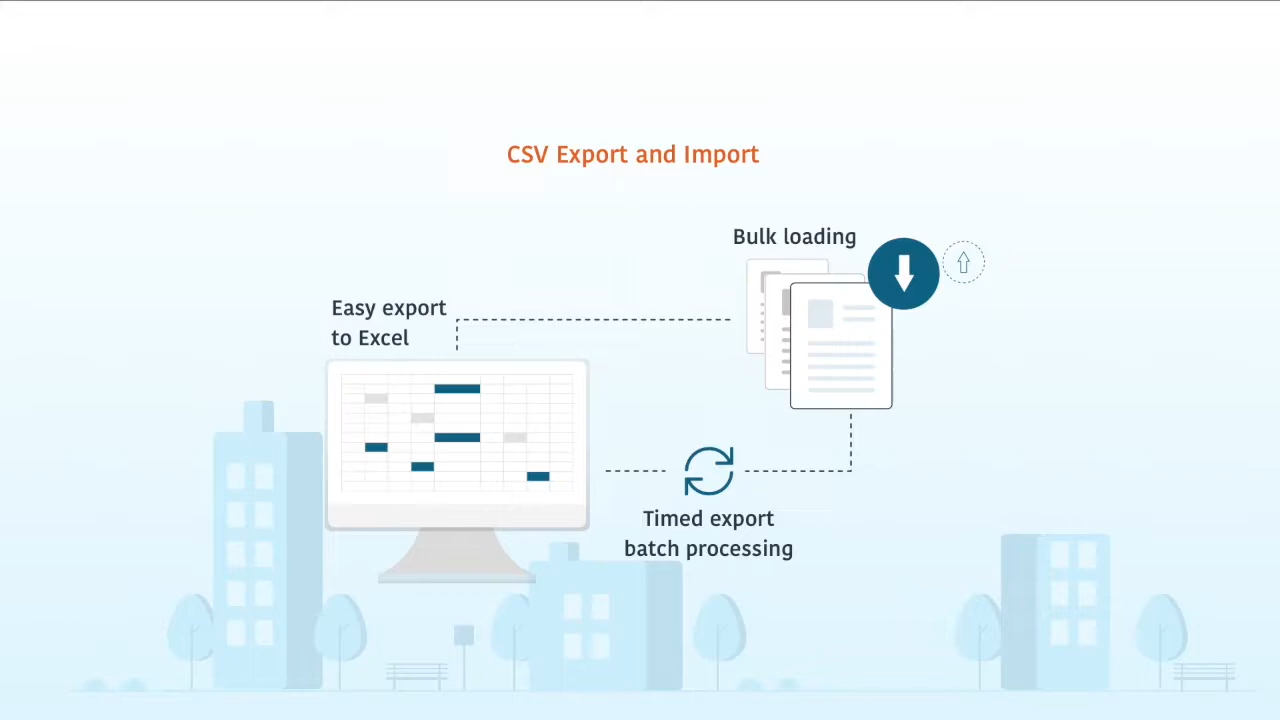 CSV Export and Import
Bulk loading
Easy export
to Excel
Timed export
batch processing